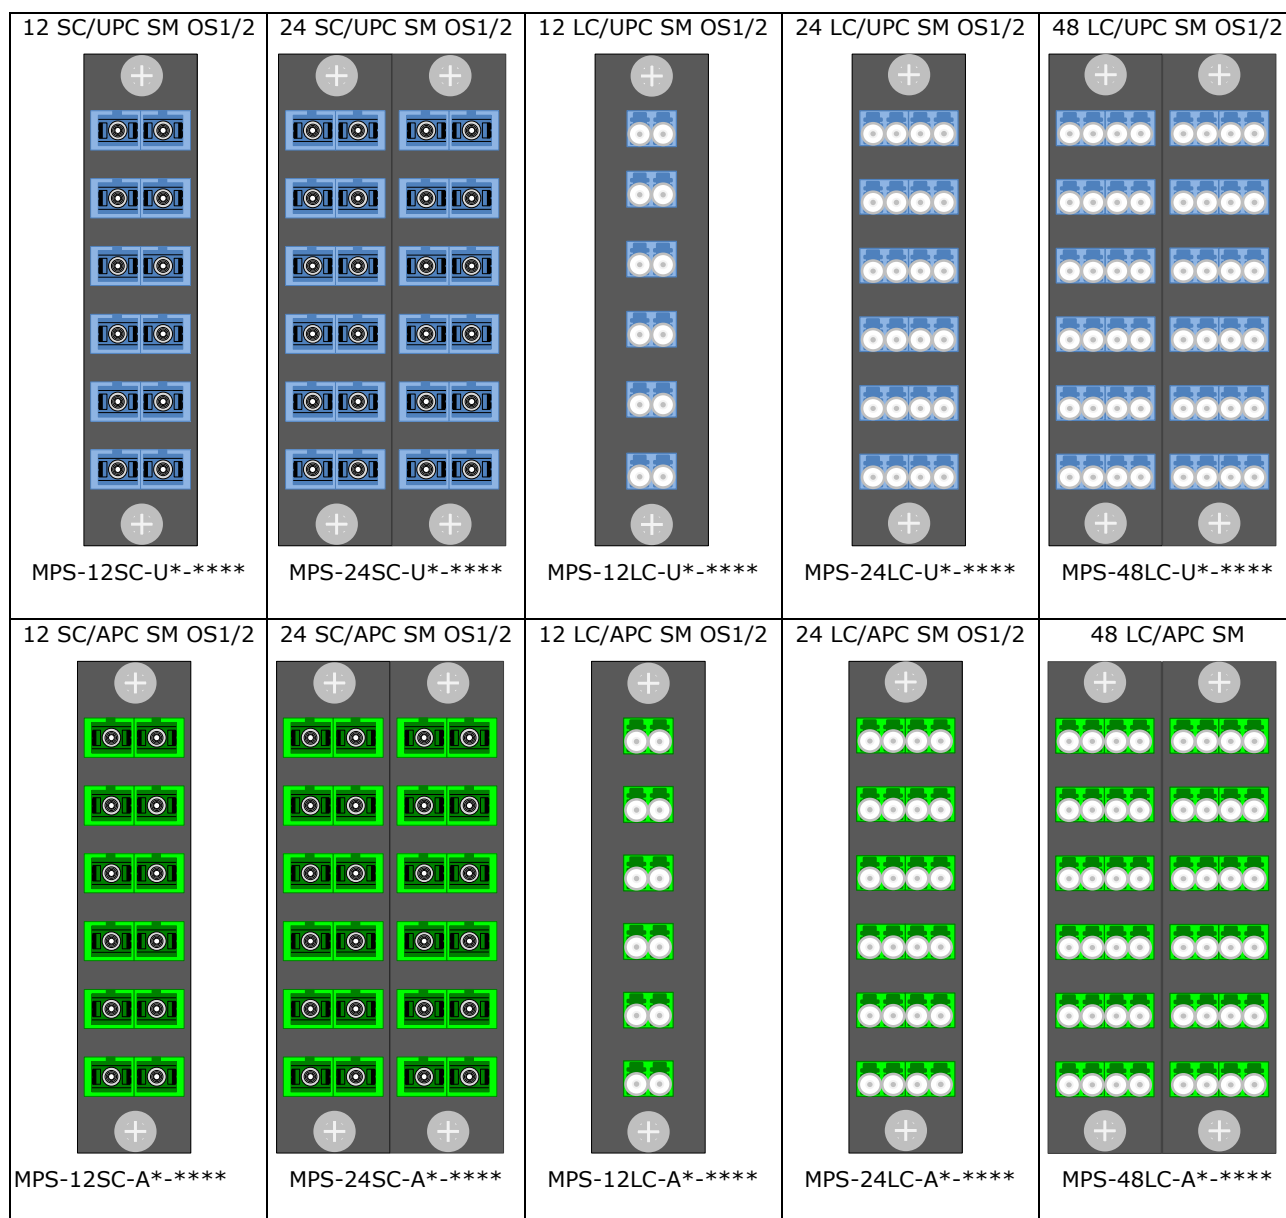 12 SC/UPC SM OS1/2
24 SC/UPC SM OS1/2
12 LC/UPC SM OS1/2
24 LC/UPC SM OS1/2
48 LC/UPC SM OS1/2
MPS-12SC-U*-****
MPS-24SC-U*-****
MPS-12LC-U*-****
MPS-24LC-U*-****
MPS-48LC-U*-****
12 SC/APC SM OS1/2
24 SC/APC SM OS1/2
12 LC/APC SM OS1/2
24 LC/APC SM OS1/2
48 LC/APC SM
MPS-12SC-A*-****
MPS-24SC-A*-****
MPS-12LC-A*-****
MPS-24LC-A*-****
MPS-48LC-A*-****